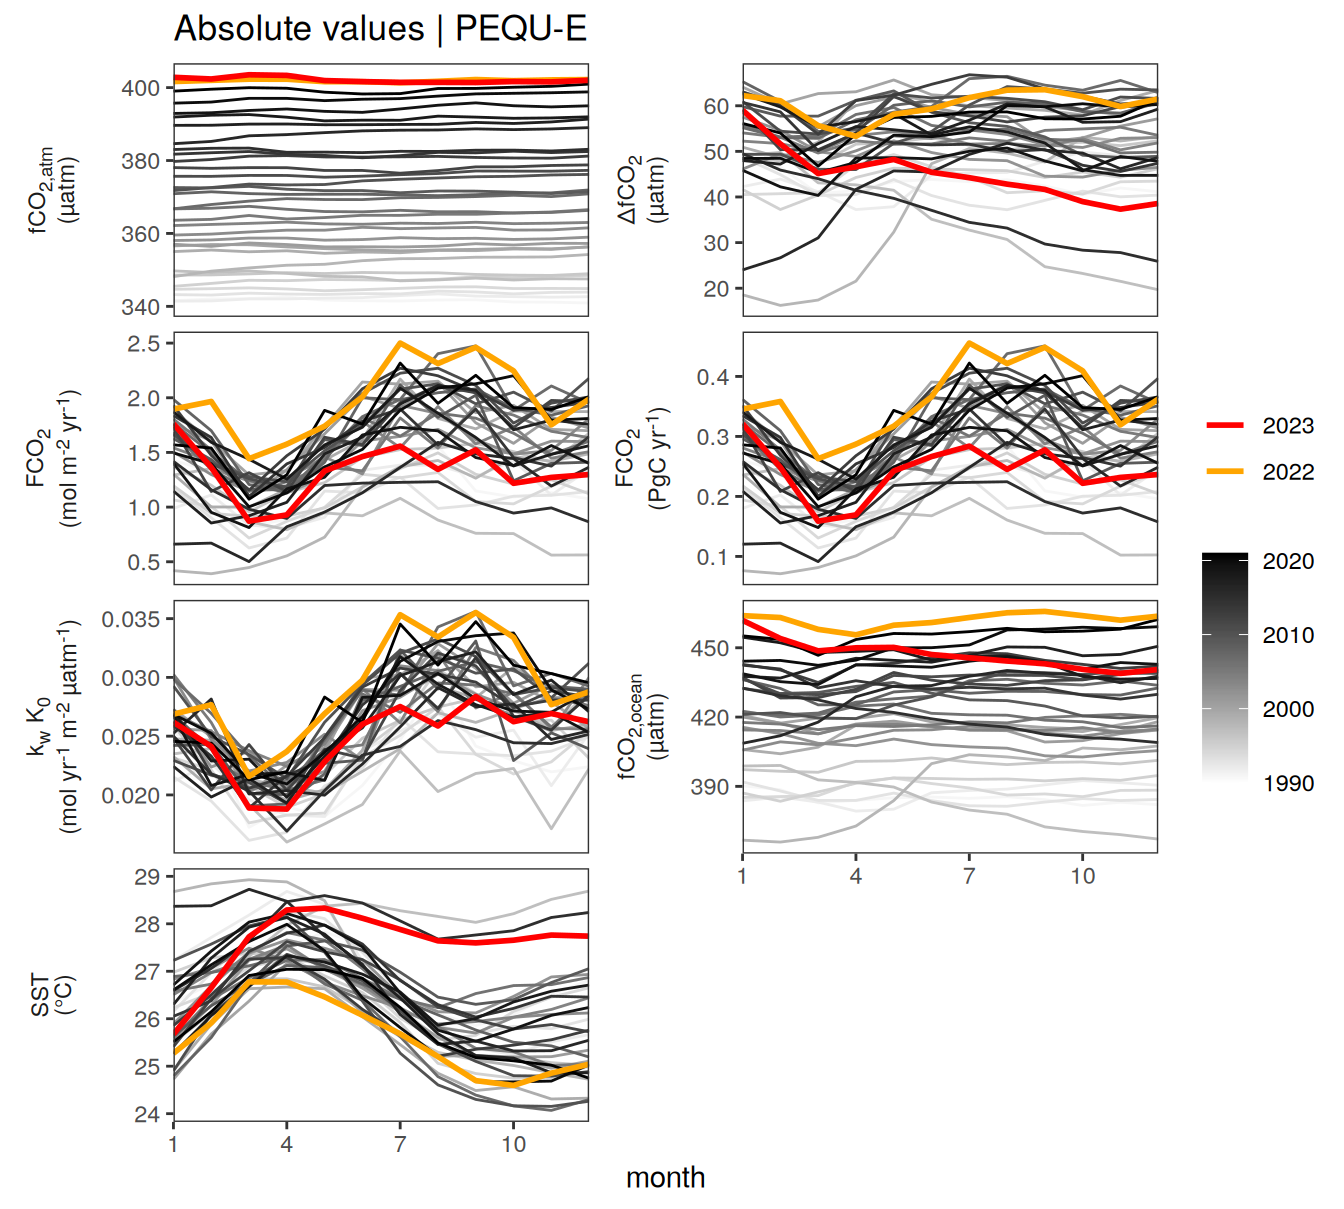 Absolute values | PEQU-E
fCO2,atm
(µatm)
400
380
360
340
ΔfCO2
(µatm)
60
50
40
30
20
FCO2
(mol m-2 yr-1)
2.5
2.0
1.5
1.0
0.5
FCO2
(PgC yr-1)
0.4
0.3
0.2
0.1
kw K0
(mol yr-1 m-2 µatm-1)
0.035
0.030
0.025
0.020
fCO2,ocean
(µatm)
450
420
390
1 4 7 10
SST
(°C)
29
28
27
26
25
24
1 4 7 10
month
2023
2022
2020
2010
2000
1990